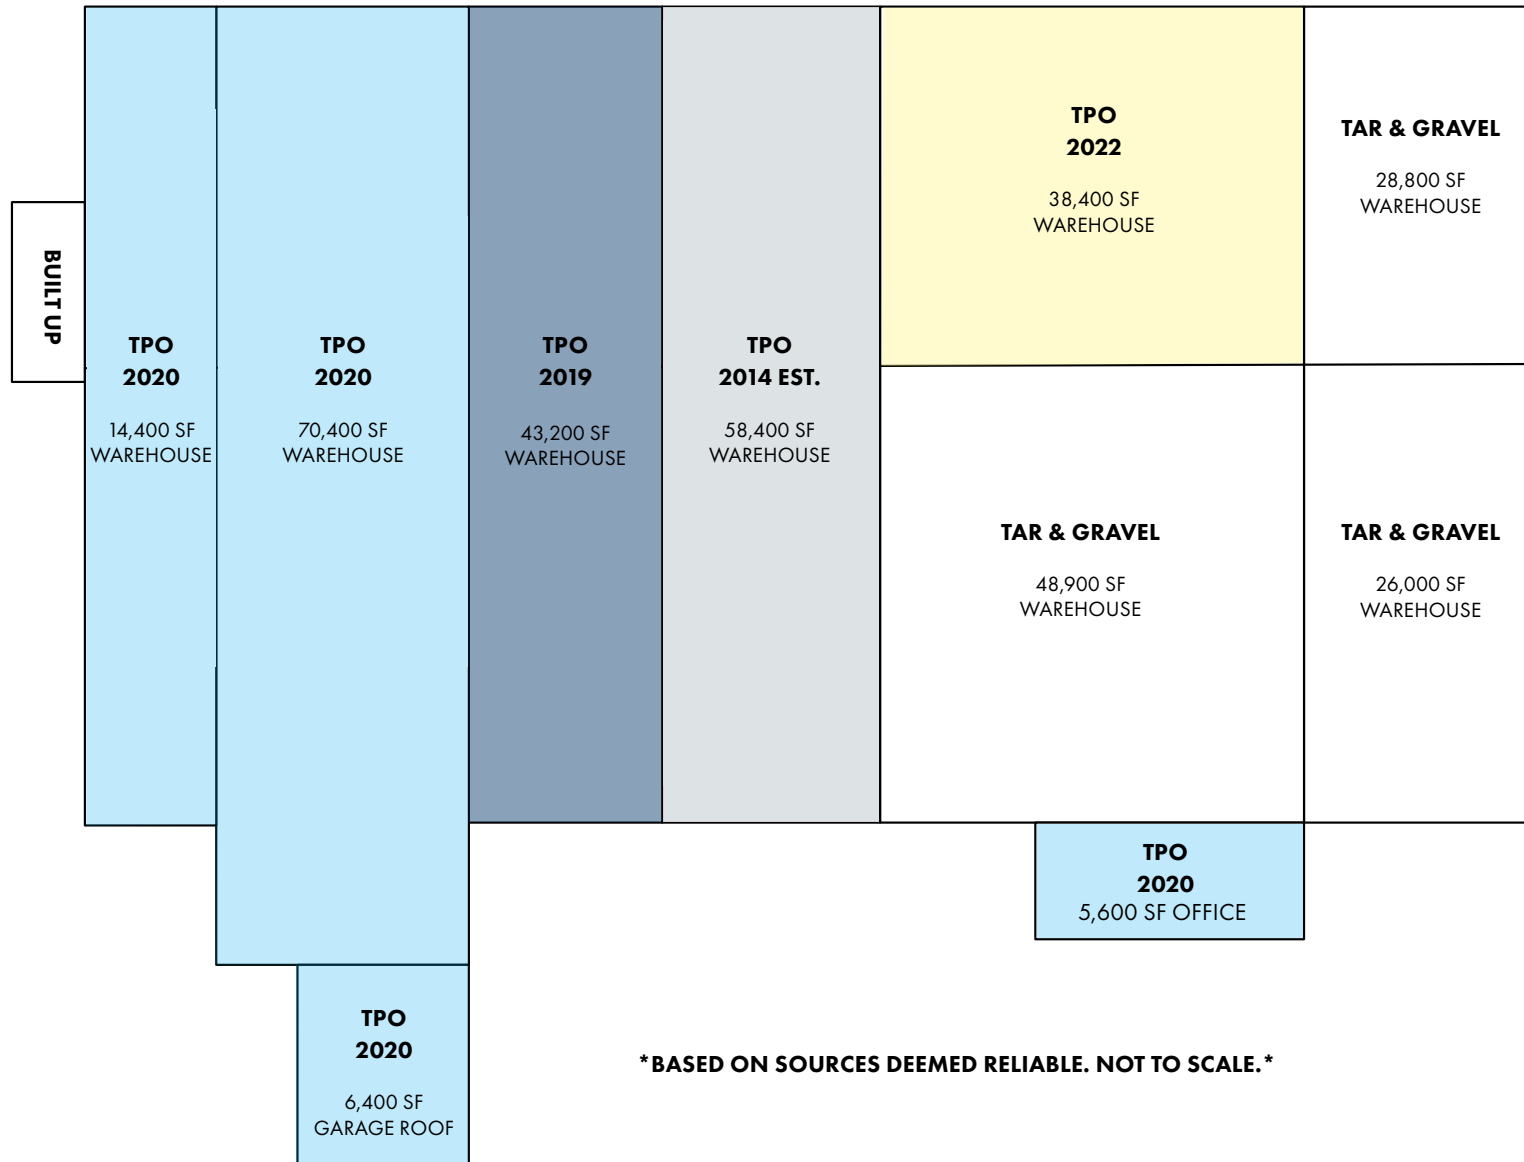 BUILT UP
TPO
2020
14,400 SF
WAREHOUSE
TPO
2020
70,400 SF
WAREHOUSE
TPO
2019
43,200 SF
WAREHOUSE
TPO
2014 EST.
58,400 SF
WAREHOUSE
TPO
2022
38,400 SF
WAREHOUSE
TAR & GRAVEL
28,800 SF
WAREHOUSE
TAR & GRAVEL
48,900 SF
WAREHOUSE
TAR & GRAVEL
26,000 SF
WAREHOUSE
TPO
2020
5,600 SF OFFICE
TPO
2020
6,400 SF
GARAGE ROOF
*BASED ON SOURCES DEEMED RELIABLE. NOT TO SCALE.*